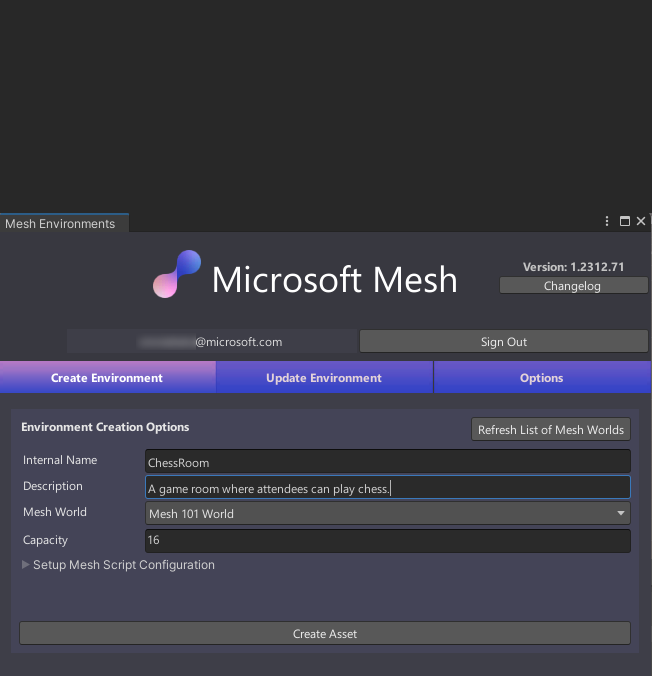 Mesh Environments
Microsoft Mesh
Version: 1.2312.71
Changelog
@microsoft.com
Sign Out
Create Environment
Update Environment
Options
Environment Creation Options
Refresh List of Mesh Worlds
Internal Name
ChessRoom
Description
A game room where attendees can play chess.
Mesh World
Mesh 101 World
Capacity
16
Setup Mesh Script Configuration
Create Asset